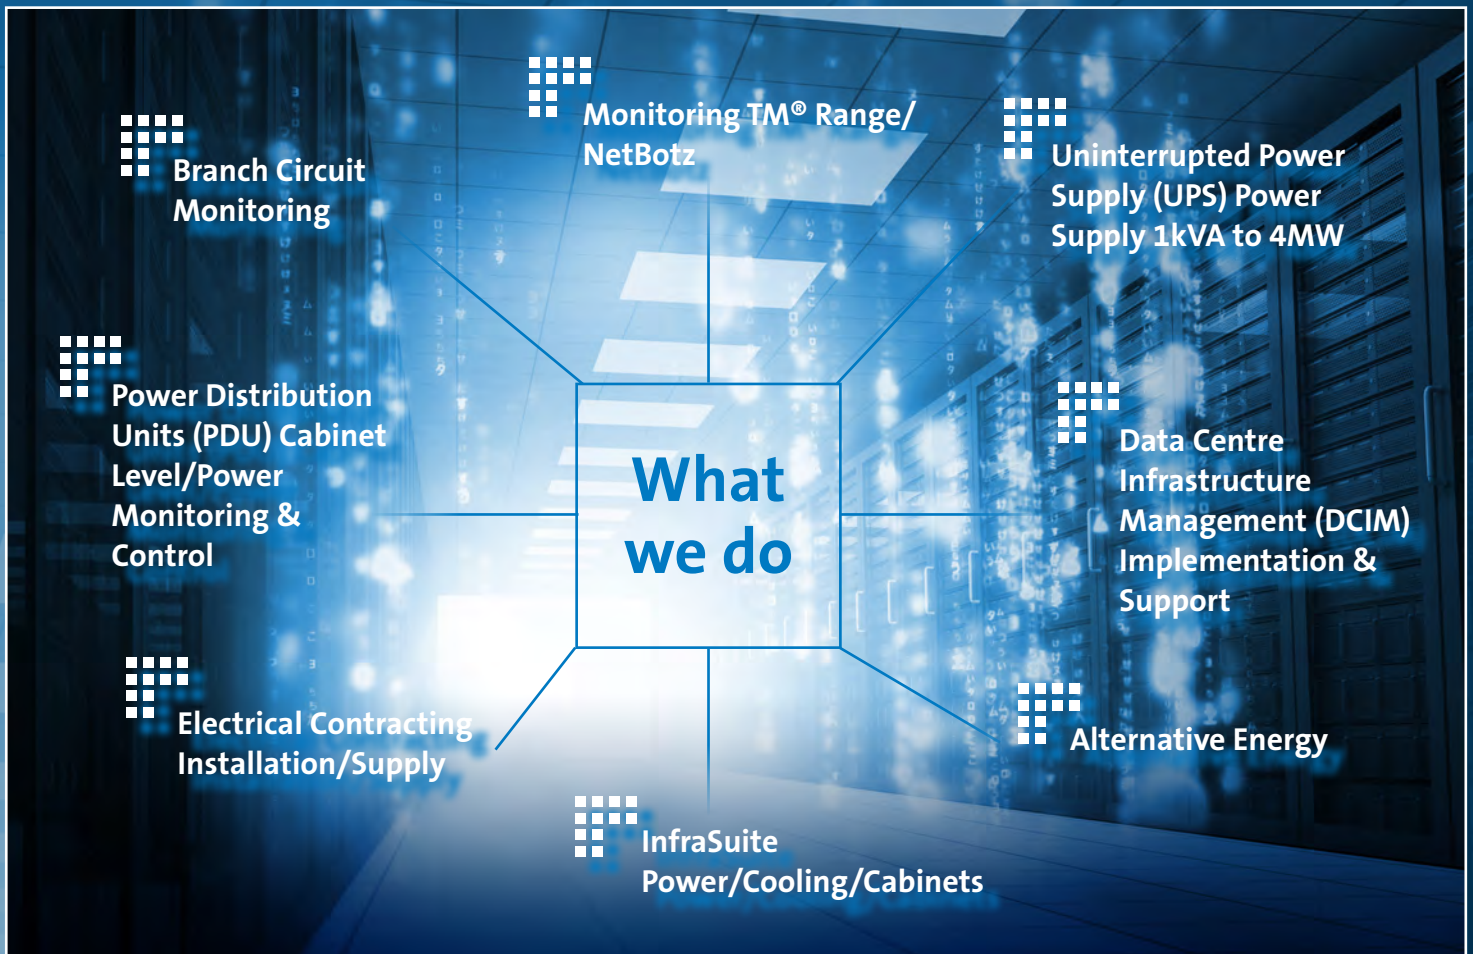 Monitoring TM® Range/
NetBotz
Branch Circuit
Monitoring
Uninterrupted Power
Supply (UPS) Power
Supply 1kVA to 4MW
Power Distribution
Units (PDU) Cabinet
Level/Power
Monitoring &
Control
What
we do
Data Centre
Infrastructure
Management (DCIM)
Implementation &
Support
Electrical Contracting
Installation/Supply
Alternative Energy
InfraSuite
Power/Cooling/Cabinets